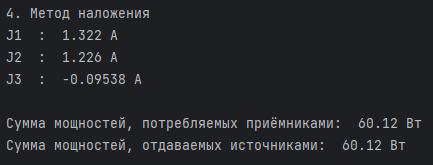 4. Метод наложения
J1  :  1.322 А
J2  :  1.226 А
J3  :  -0.09538 А
Сумма мощностей, потребляемых приёмниками:  60.12 Вт
Сумма мощностей, отдаваемых источниками:  60.12 Вт